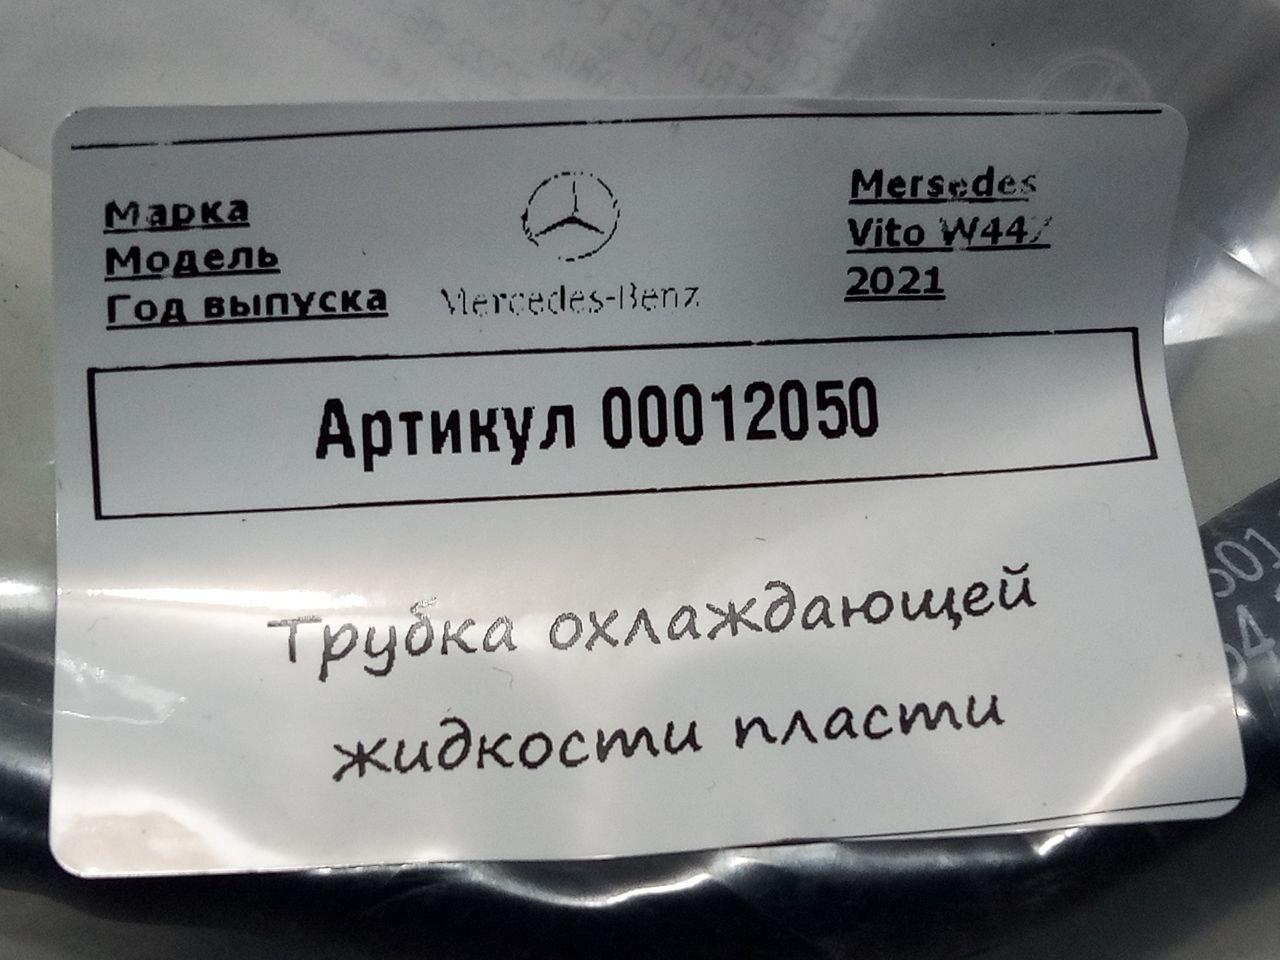 Марка
Модель
Год выпуска
Mercedes-Benz
Mersedes
Vito W447
2021
Артикул 00012050
Трубка охлаждающей
жидкости пласти